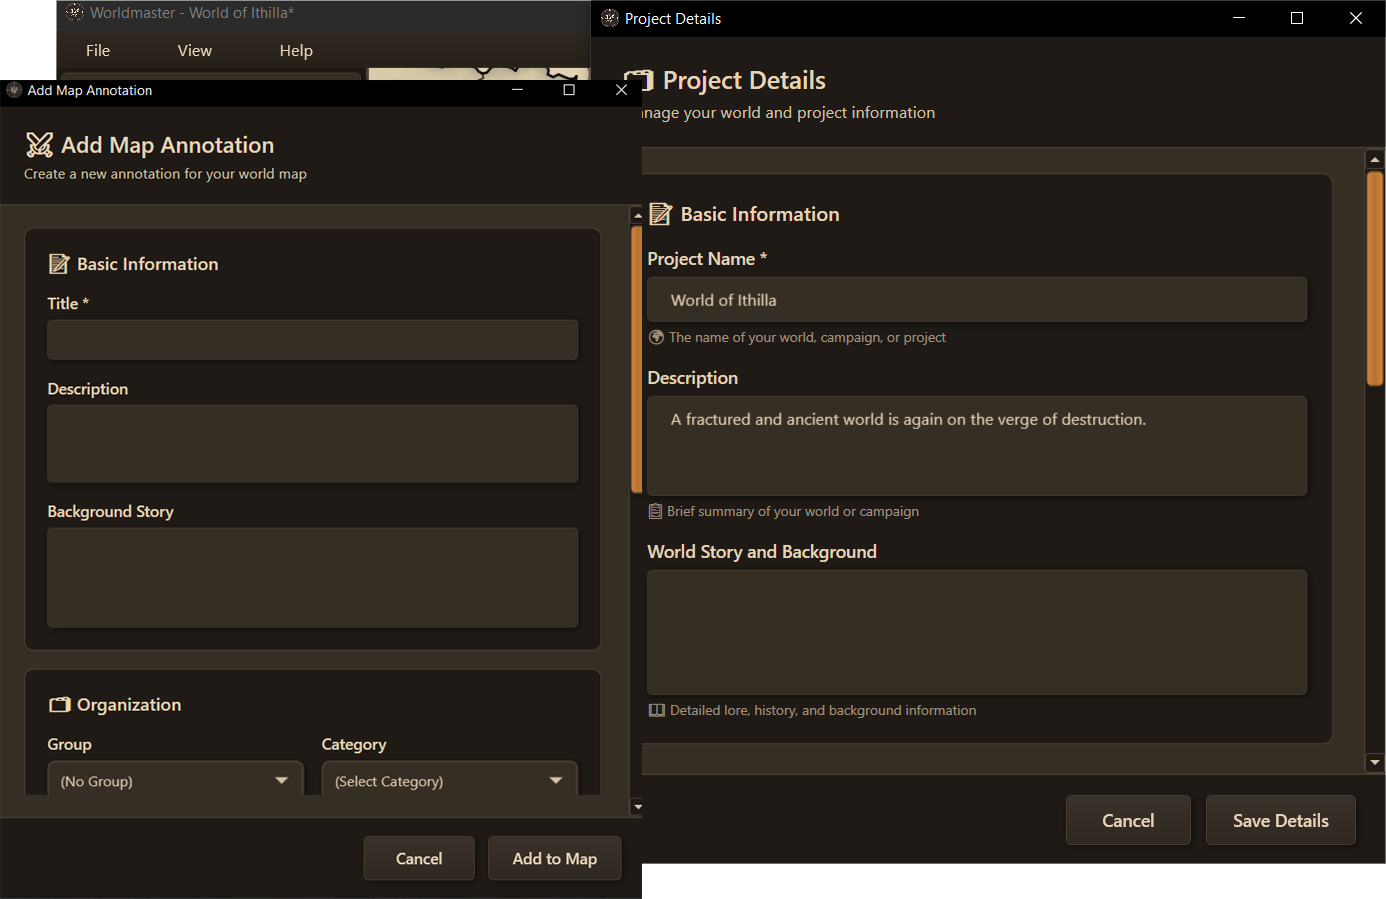 Worldmaster - World of Ithilla*
File View Help
Add Map Annotation
Add Map Annotation
Create a new annotation for your world map
Basic Information
Title *
Description
Background Story
Organization
Group Category
(No Group) (Select Category)
Cancel Add to Map
Project Details
Project Details
anage your world and project information
Basic Information
Project Name *
World of Ithilla
The name of your world, campaign, or project
Description
A fractured and ancient world is again on the verge of destruction.
Brief summary of your world or campaign
World Story and Background
Detailed lore, history, and background information
Cancel Save Details